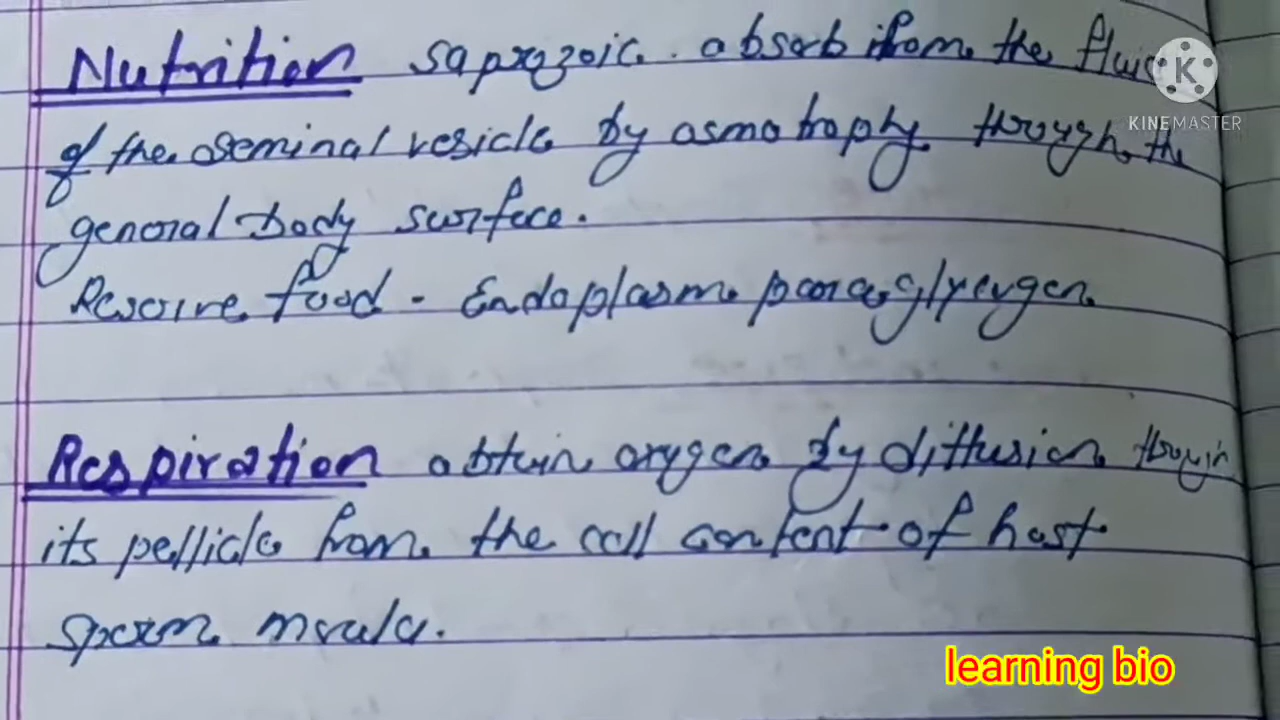 Nutrition saprozoic. absorb from the fluid
KINEMASTER
of the seminal vesicle by osmotrophy through the
general body surface.
Reserve food - Endoplasm paraglycogen
Respiration obtain oxygen by diffusion through
its pellicle from the cell content of host
sperm morula.
learning bio